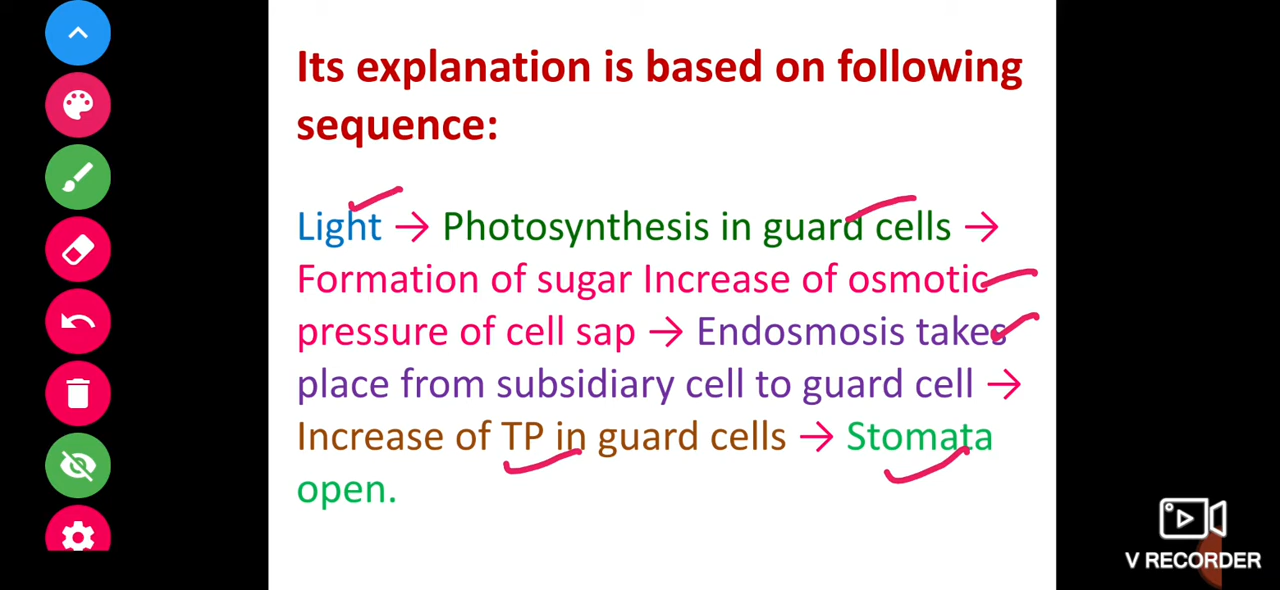 Its explanation is based on following
sequence:
Light → Photosynthesis in guard cells →
Formation of sugar Increase of osmotic
pressure of cell sap → Endosmosis takes
place from subsidiary cell to guard cell →
Increase of TP in guard cells → Stomata
open.
V RECORDER